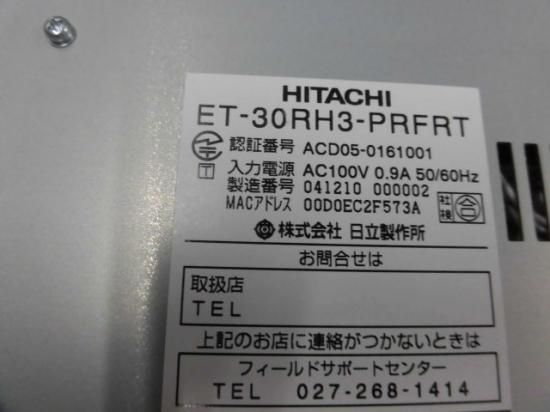 HITACHI
ET-30RH3-PRFRT
認証番号 ACD05-0161001
T 入力電源 AC100V 0.9A 50/60Hz
製造番号 041210 000002
MACアドレス 00D0EC2F573A 社検 合
株式会社 日立製作所
お問合せは
取扱店
TEL
上記のお店に連絡がつかないときは
フィールドサポートセンター
TEL 027-268-1414